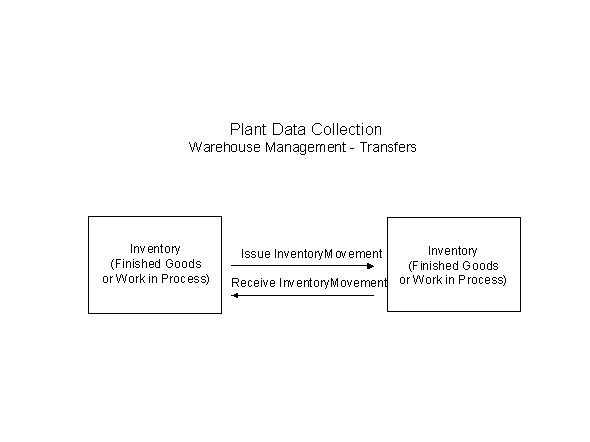 Plant Data Collection
Warehouse Management - Transfers
Inventory
(Finished Goods
or Work in Process)
Issue InventoryMovement
Receive InventoryMovement
Inventory
(Finished Goods
or Work in Process)